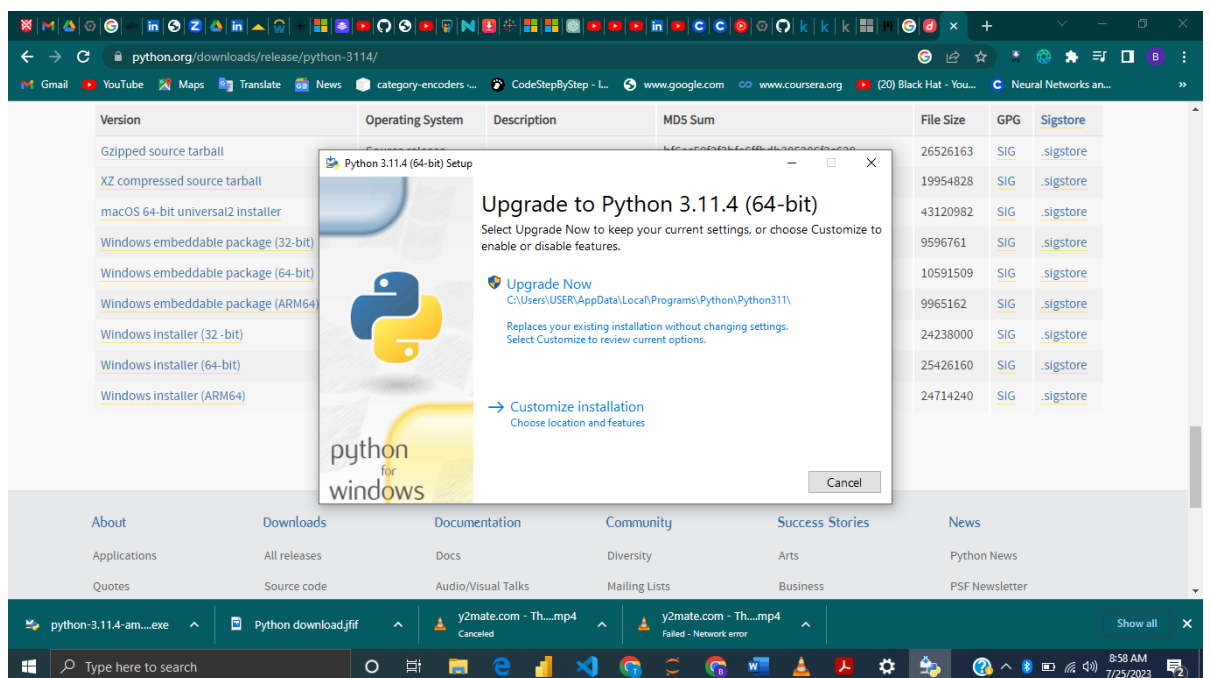 python.org/downloads/release/python-3114/
B
Gmail YouTube Maps Translate News category-encoders -... CodeStepByStep - l... www.google.com www.coursera.org (20) Black Hat - You... Neural Networks an... »
Version Operating System Description MD5 Sum File Size GPG Sigstore
Gzipped source tarball 26526163 SIG .sigstore
XZ compressed source tarball 19954828 SIG .sigstore
macOS 64-bit universal2 installer 43120982 SIG .sigstore
Windows embeddable package (32-bit) 9596761 SIG .sigstore
Windows embeddable package (64-bit) 10591509 SIG .sigstore
Windows embeddable package (ARM64) 9965162 SIG .sigstore
Windows installer (32 -bit) 24238000 SIG .sigstore
Windows installer (64-bit) 25426160 SIG .sigstore
Windows installer (ARM64) 24714240 SIG .sigstore
Python 3.11.4 (64-bit) Setup
Upgrade to Python 3.11.4 (64-bit)
Select Upgrade Now to keep your current settings, or choose Customize to
enable or disable features.
Upgrade Now
C:\Users\USER\AppData\Local\Programs\Python\Python311\
Replaces your existing installation without changing settings.
Select Customize to review current options.
Customize installation
Choose location and features
python
for
windows
Cancel
About Downloads Documentation Community Success Stories News
Applications All releases Docs Diversity Arts Python News
Quotes Source code Audio/Visual Talks Mailing Lists Business PSF Newsletter
python-3.11.4-am....exe Python download.jfif y2mate.com - Th....mp4 y2mate.com - Th....mp4 Show all
Canceled Failed - Network error
Type here to search
8:58 AM
7/25/2023
2